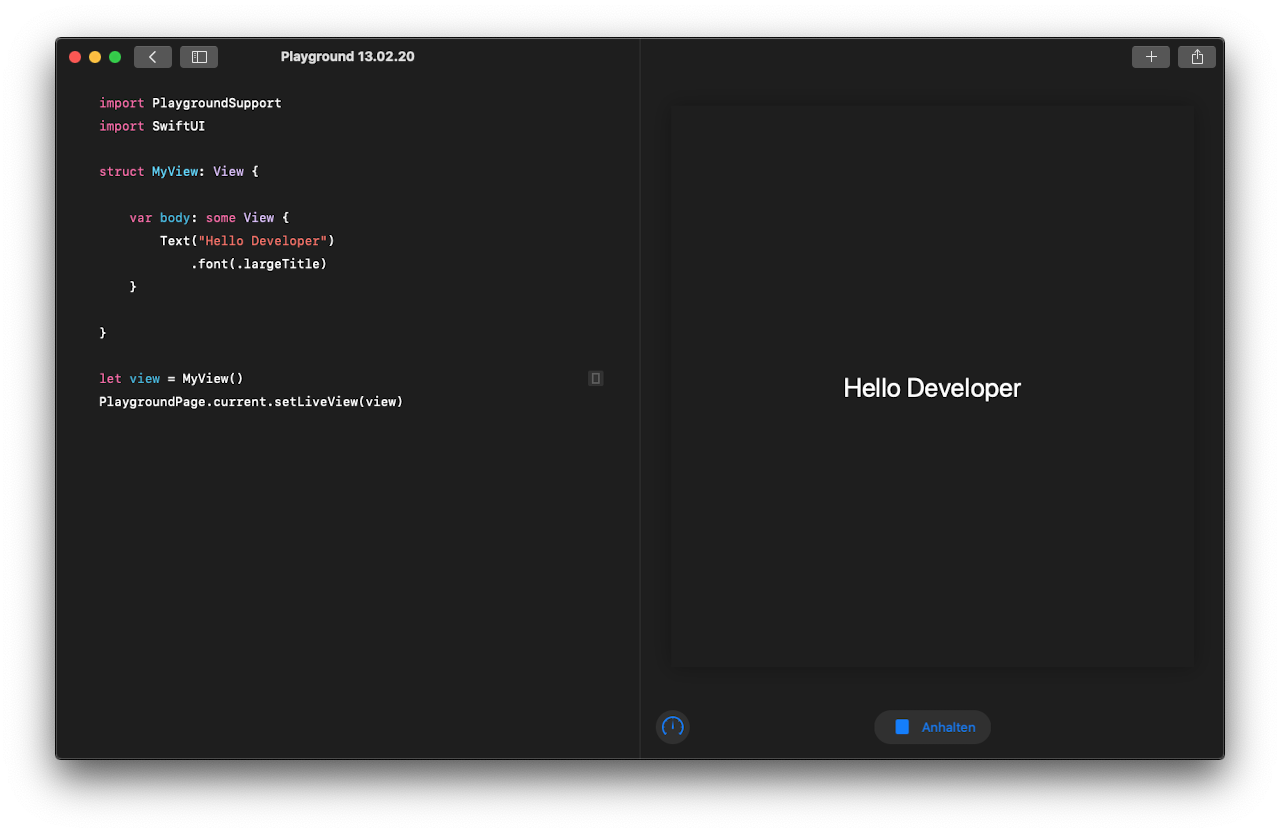 Playground 13.02.20
import PlaygroundSupport
import SwiftUI
struct MyView: View {
var body: some View {
Text("Hello Developer")
.font(.largeTitle)
}
}
let view = MyView()
PlaygroundPage.current.setLiveView(view)
Hello Developer
Anhalten